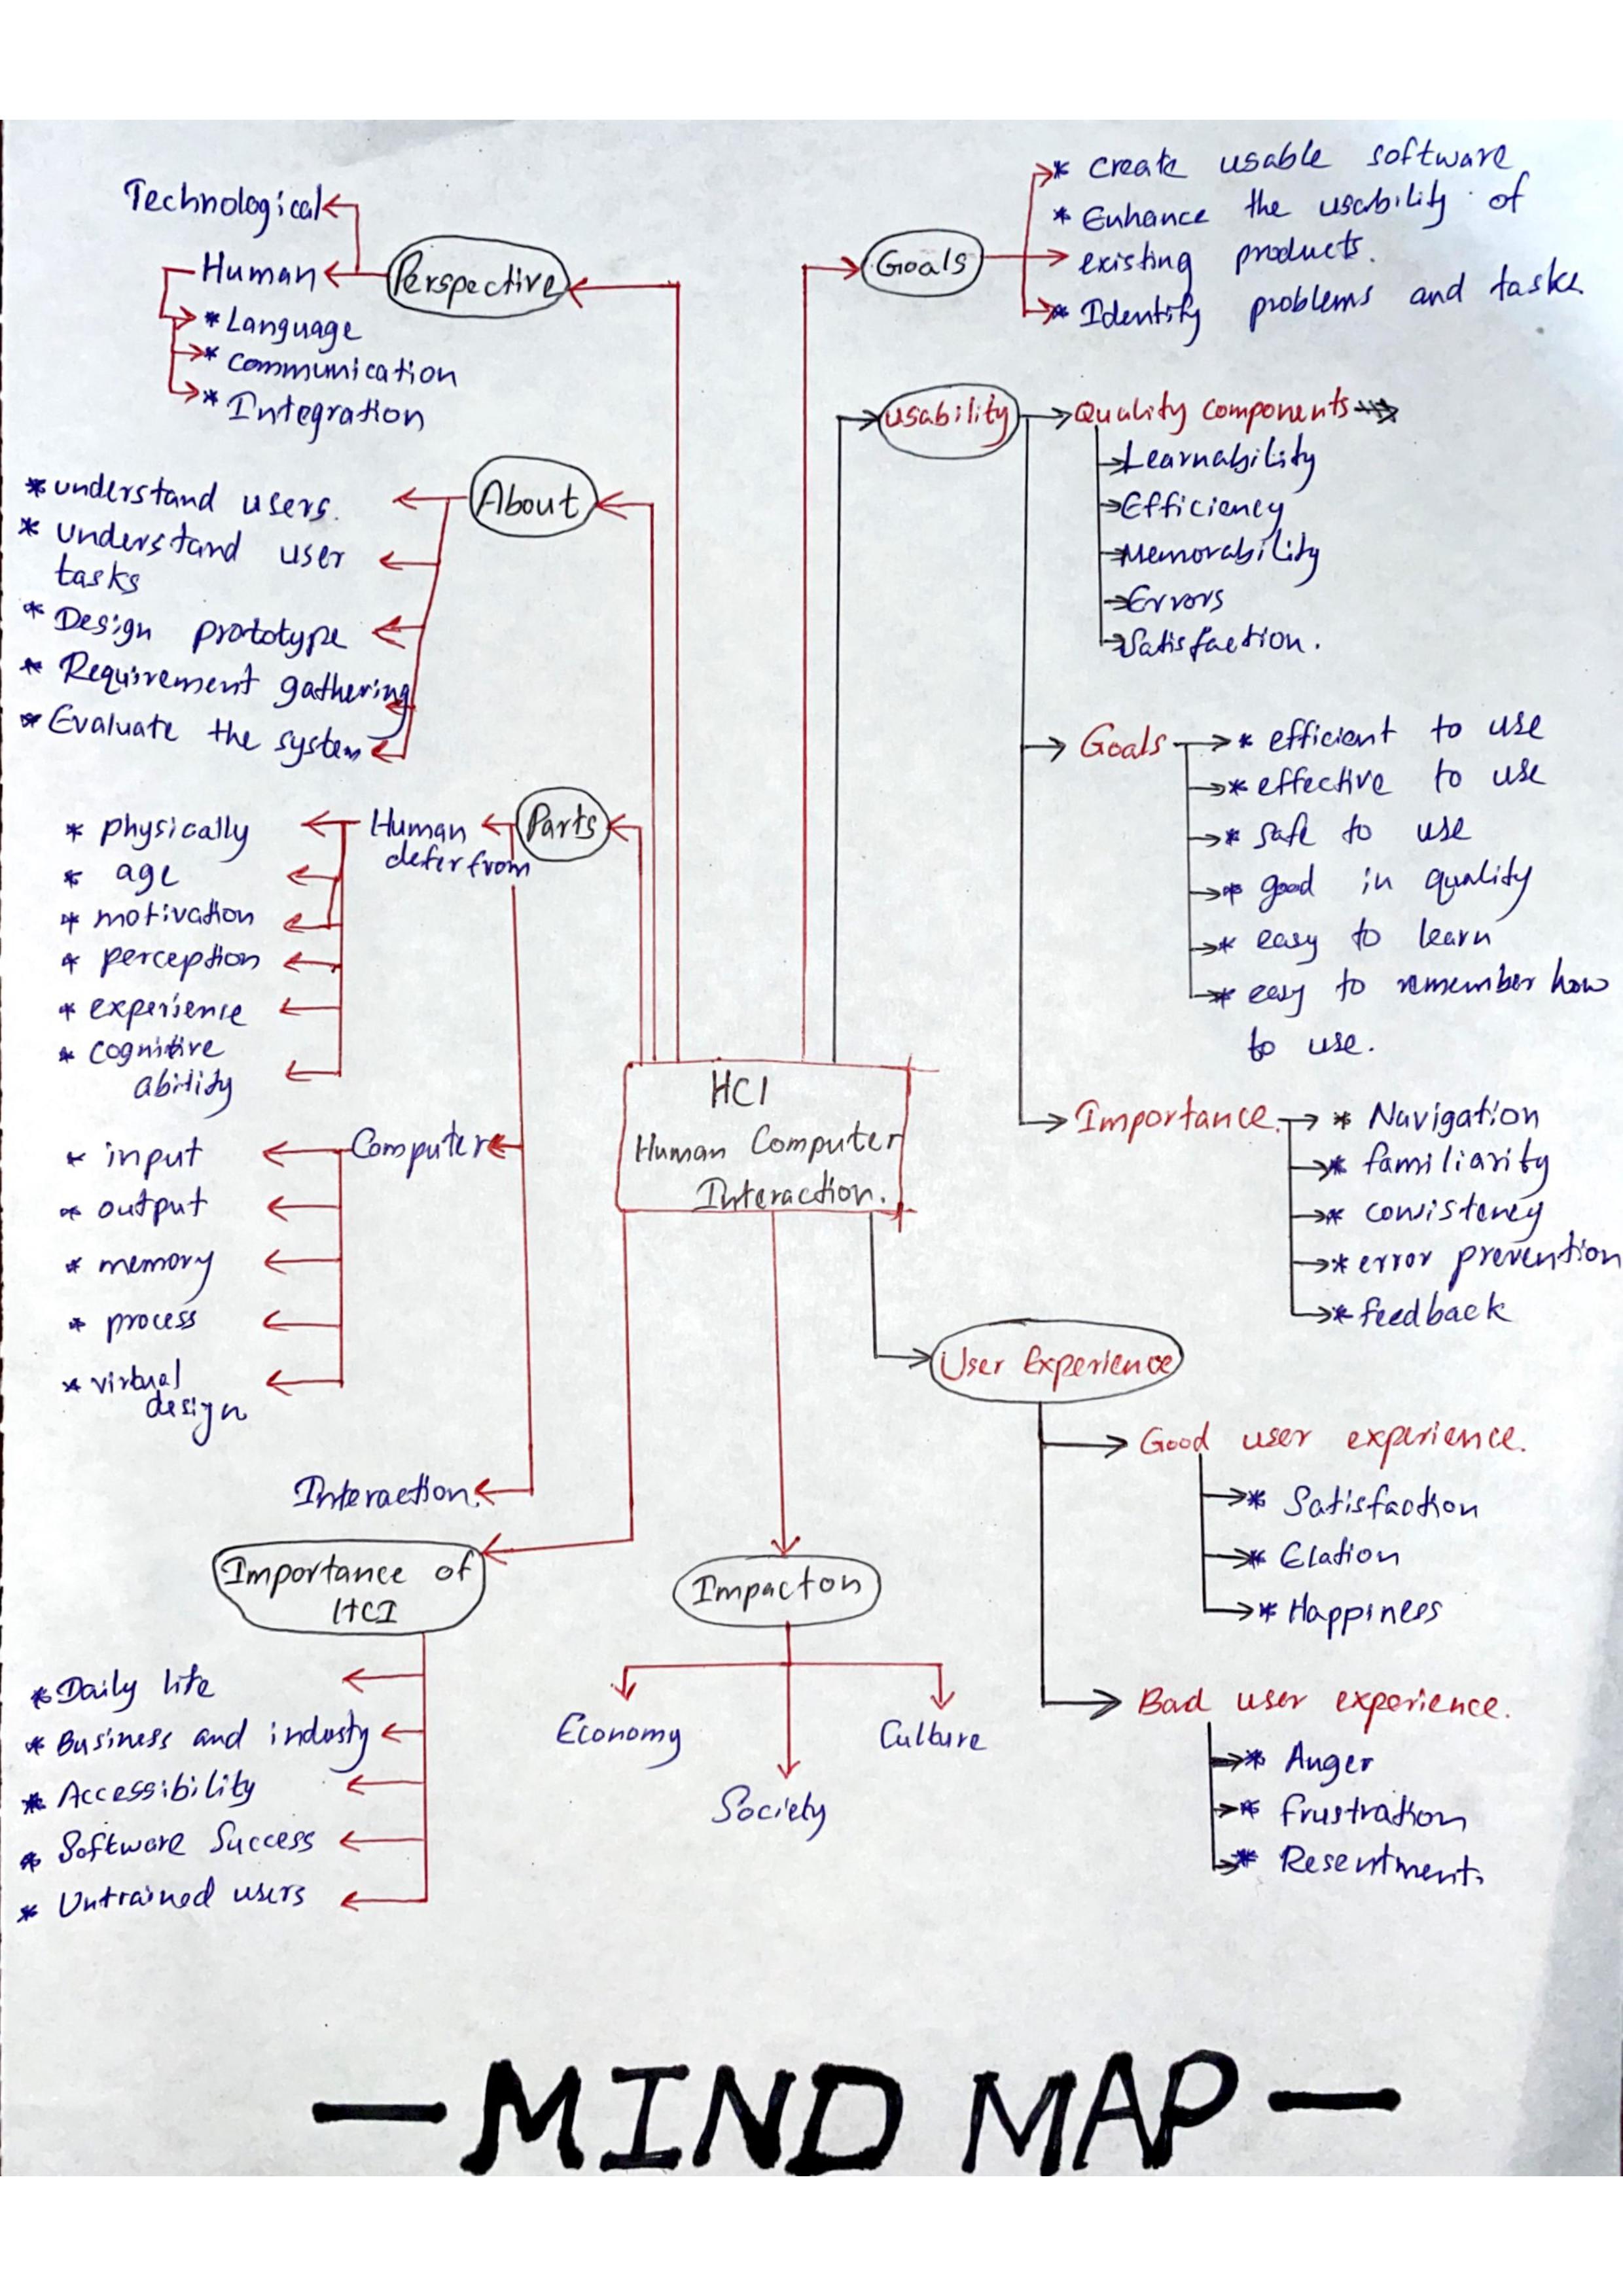 Technological
Perspective
Human
* Language
* communication
* Integration
Goals
* create usable software
* Enhance the usability of
existing products.
* Identify problems and taske
About
* understand users.
* understand user
tasks
* Design prototype
* Requirement gathering
* Evaluate the system
usability
Quality components
Learnability
Efficiency
Memorability
Errors
Satisfaction.
Goals
* efficient to use
* effective to use
* safe to use
* good in quality
* easy to learn
* easy to remember how
to use.
Importance.
* Navigation
* familiarity
* consistency
* error prevention
* feedback
Parts
Human
defer from
* physically
* age
* motivation
* perception
* experience
* cognitive
ability
Computer
* input
* output
* memory
* process
* virtual
design
Interaction.
HCI
Human Computer
Interaction.
User Experience
Good user experience.
* Satisfaction
* Elation
* Happiness
Bad user experience.
* Anger
* frustration
* Resentment.
Importance of
HCI
* Daily life
* Business and industy
* Accessibility
* Software Success
* Untrained users
Impact on
Economy
Society
Culture
— MIND MAP —